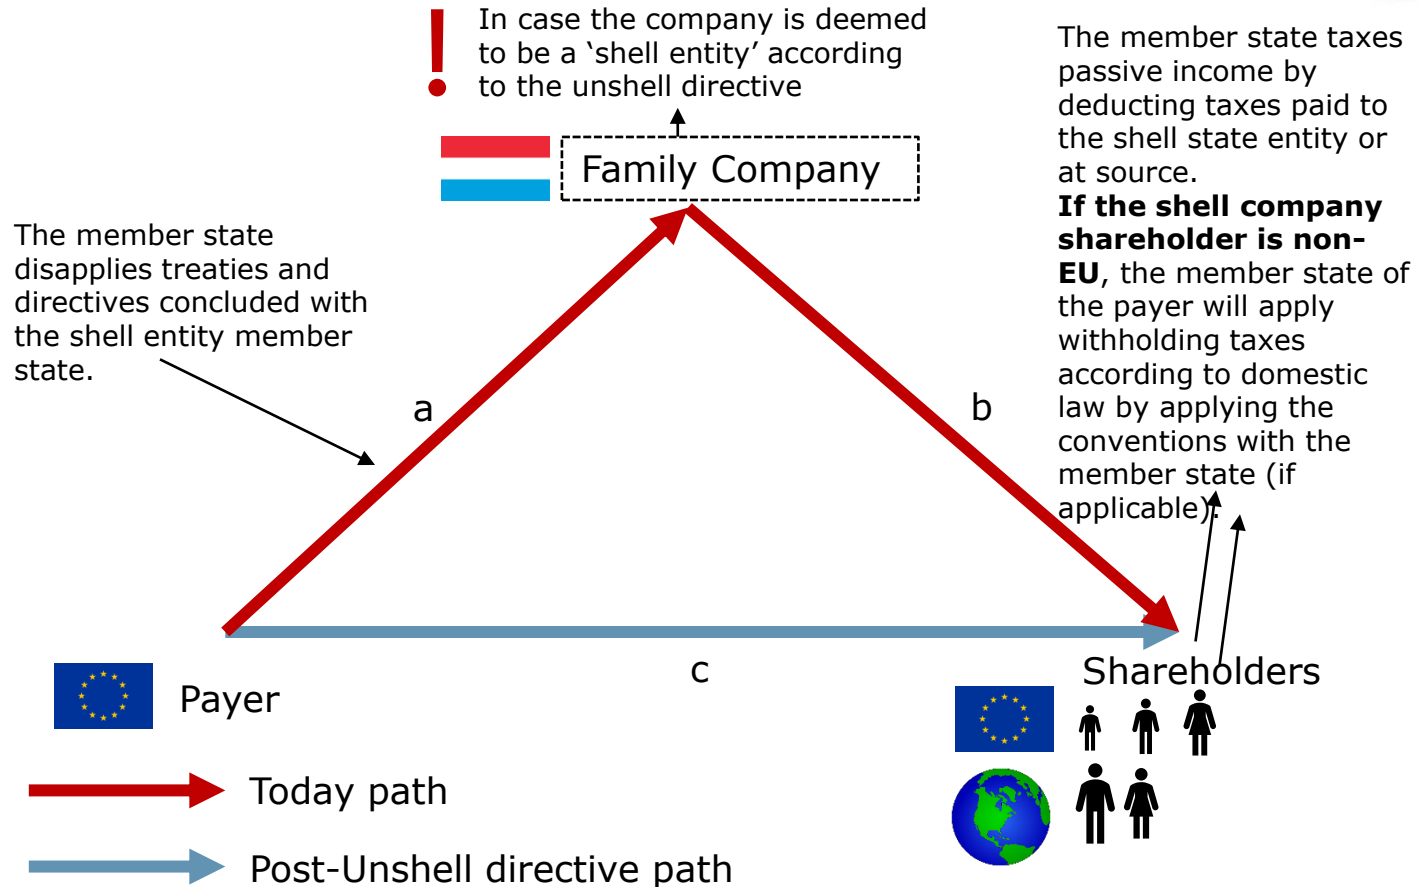 In case the company is deemed
to be a ‘shell entity’ according
to the unshell directive
The member state taxes
passive income by
deducting taxes paid to
the shell state entity or
at source.
If the shell company
shareholder is non-
EU, the member state of
the payer will apply
withholding taxes
according to domestic
law by applying the
conventions with the
member state (if
applicable).
Family Company
The member state
disapplies treaties and
directives concluded with
the shell entity member
state.
a
b
c
Payer
Shareholders
Today path
Post-Unshell directive path